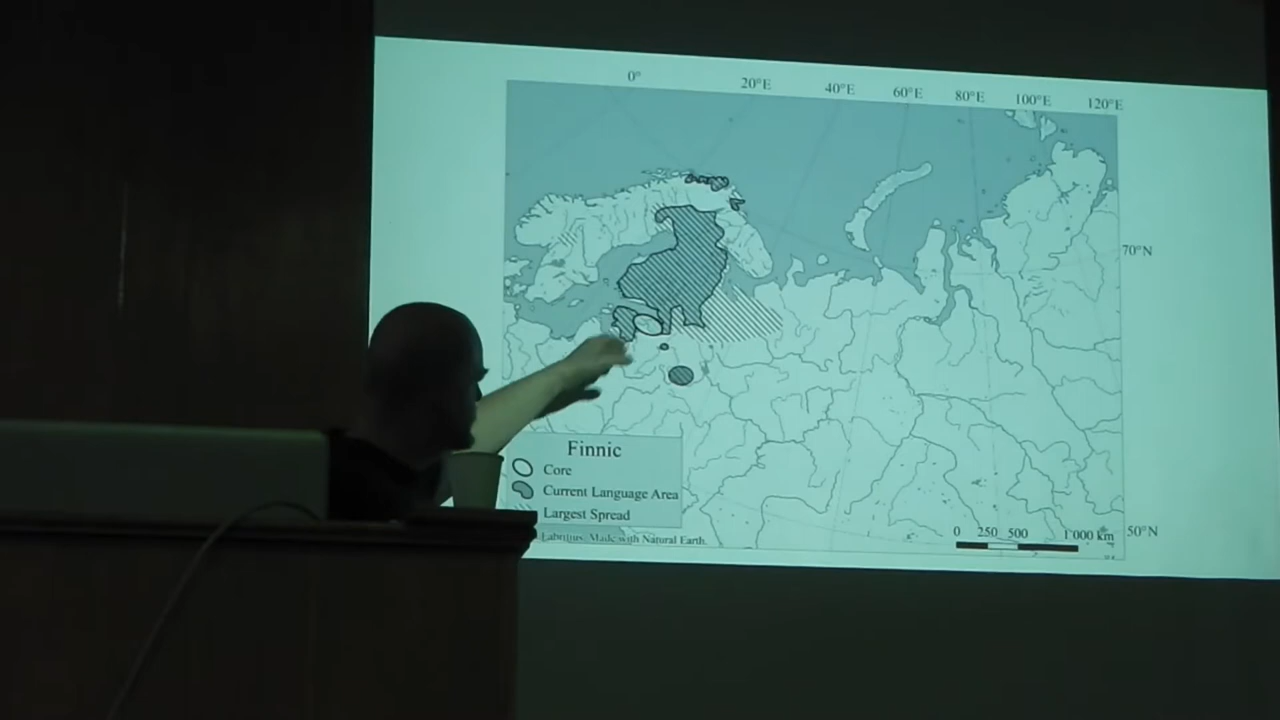 0° 20°E 40°E 60°E 80°E 100°E 120°E
70°N
Finnic
Core
Current Language Area
Largest Spread
Made with Natural Earth.
0 250 500 1'000 km
50°N